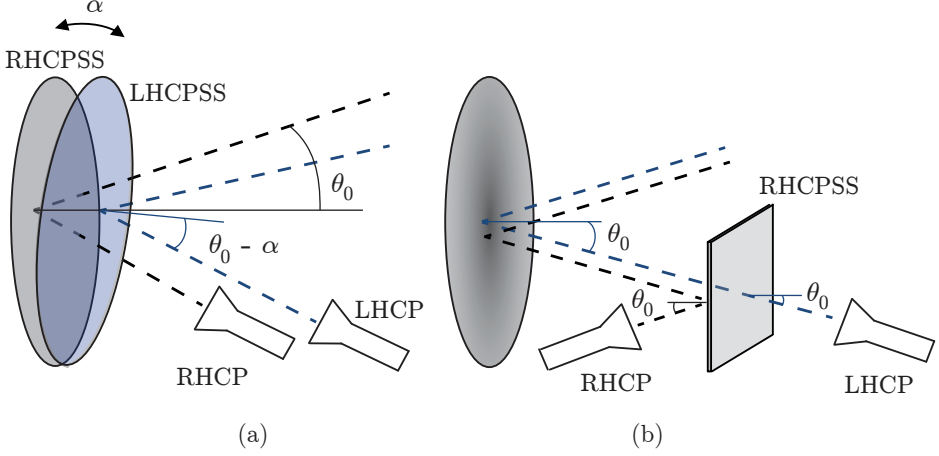 α
RHCPSS
LHCPSS
θ0
θ0 - α
LHCP
RHCP
(a)
RHCPSS
θ0
θ0
θ0
RHCP
LHCP
(b)